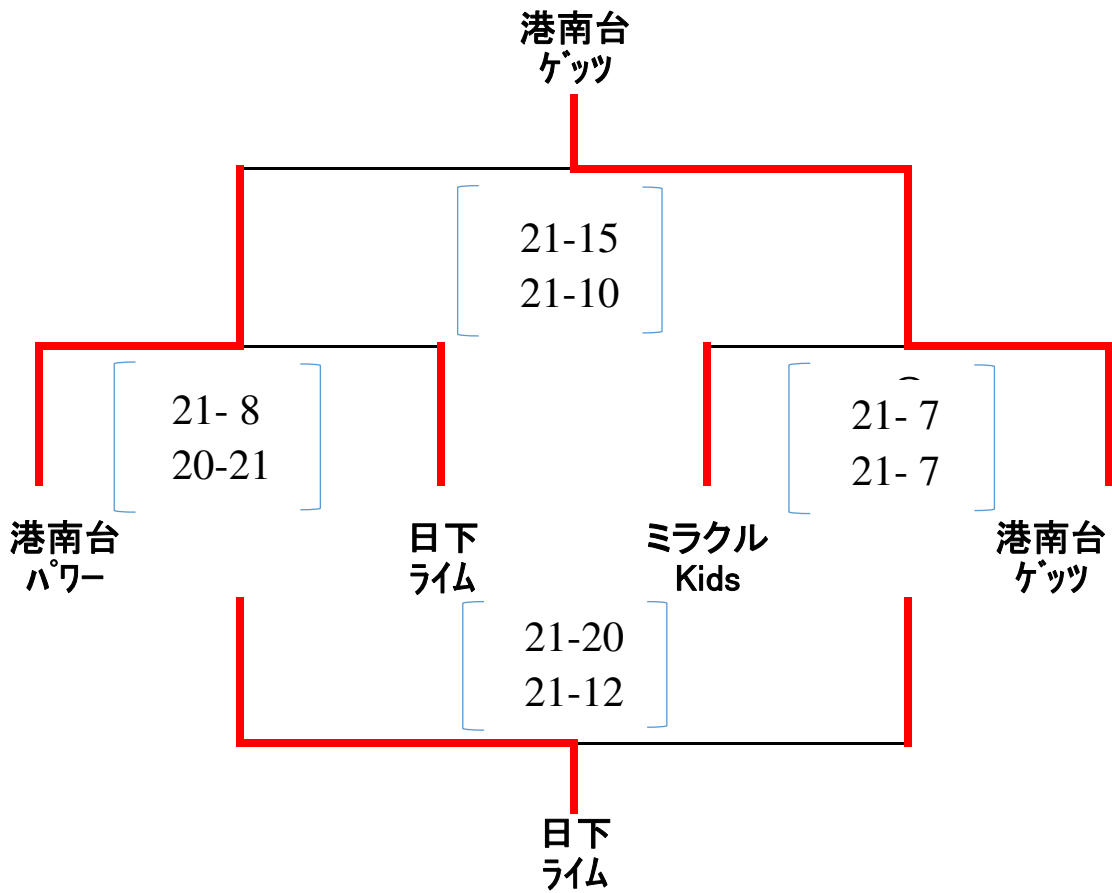 港南台
ゲッツ
21-15
21-10
21- 8
20-21
21- 7
21- 7
港南台
パワー
日下
ライム
ミラクル
Kids
港南台
ゲッツ
21-20
21-12
日下
ライム